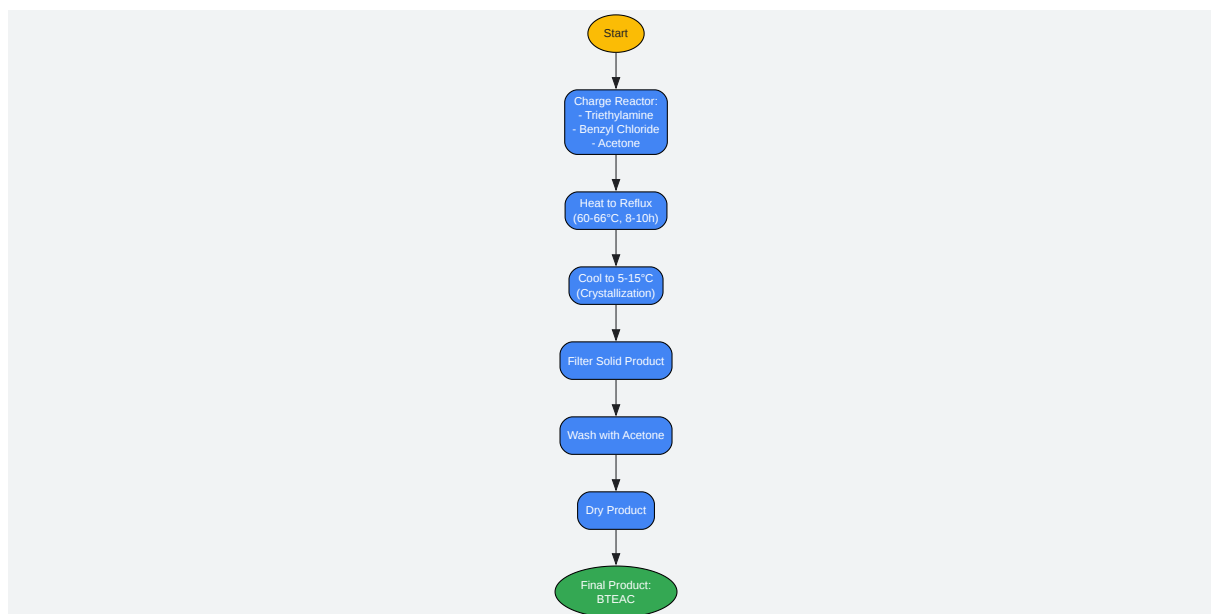 Start
Charge Reactor:
- Triethylamine
- Benzyl Chloride
- Acetone
Heat to Reflux
(60-66°C, 8-10h)
Cool to 5-15°C
(Crystallization)
Filter Solid Product
Wash with Acetone
Dry Product
Final Product:
BTEAC